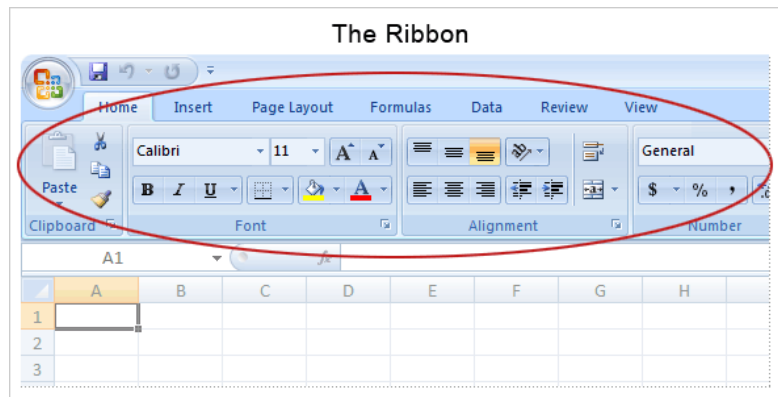 The Ribbon
Home Insert Page Layout Formulas Data Review View
Calibri 11 A A General
Paste B I U A a $ % ,
Clipboard Font Alignment Number
A1 fx
A B C D E F G H
1
2
3